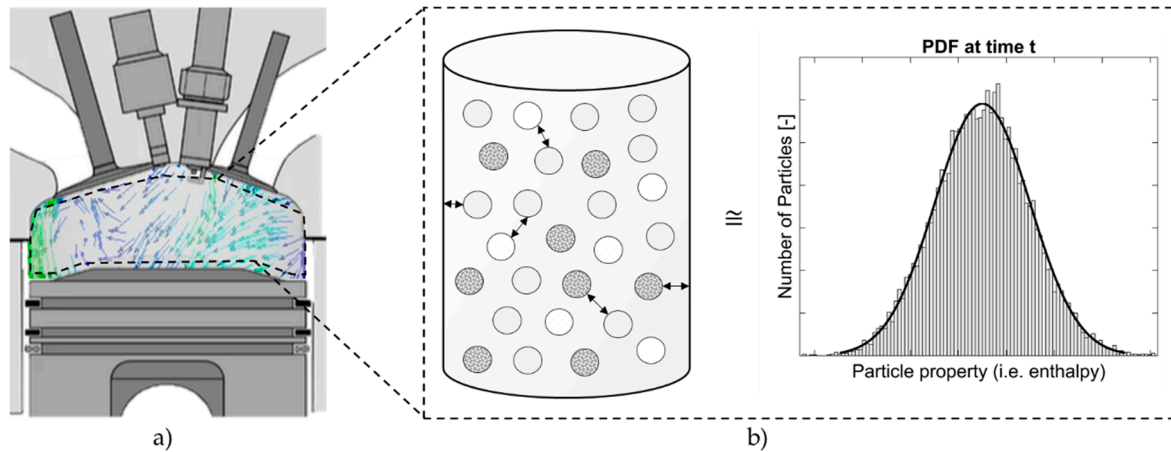 PDF at time t
Number of Particles [-]
Particle property (i.e. enthalpy)
a)
b)